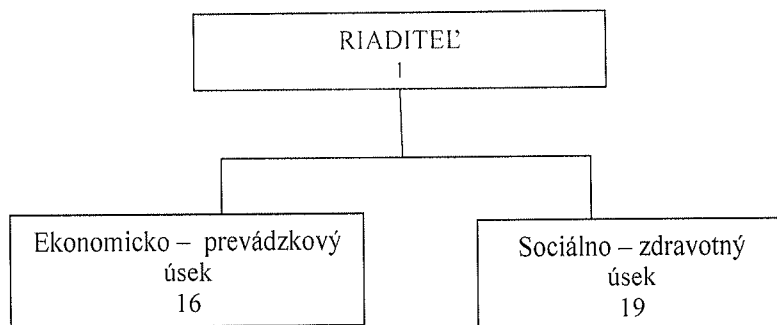 RIADITEĽ
1
Ekonomicko – prevádzkový
úsek
16
Sociálno – zdravotný
úsek
19